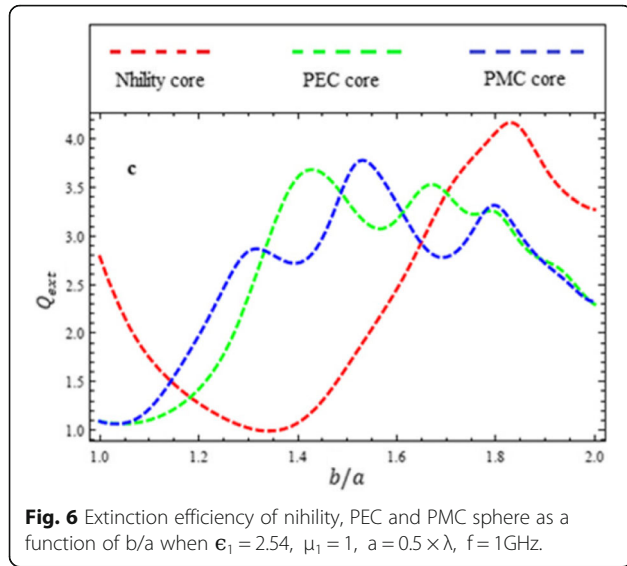 Nhility core PEC core PMC core
c
4.0
3.5
3.0
2.5
2.0
1.5
1.0
Q_ext
1.0 1.2 1.4 1.6 1.8 2.0
b/a
Fig. 6 Extinction efficiency of nihility, PEC and PMC sphere as a
function of b/a when ϵ₁ = 2.54, μ₁ = 1, a = 0.5 × λ, f = 1GHz.